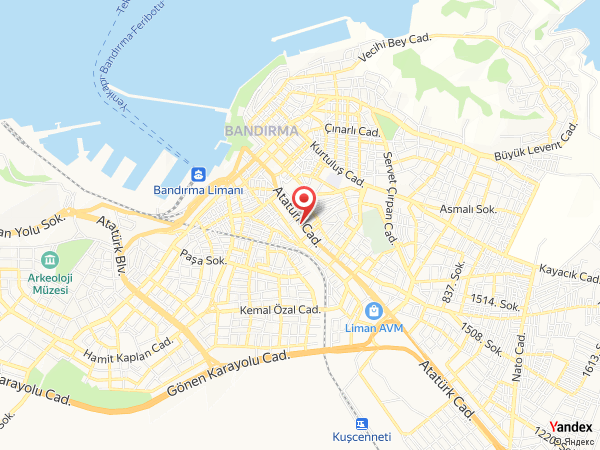 Yenikapı Bandırma Feribotu
Vecihi Bey Cad.
BANDIRMA
Çınarlı Cad.
Büyük Levent Cad.
Kurtuluş Cad.
Servet Çırpan Cad.
Bandırma Limanı
Atatürk Cad.
Asmalı Sok.
an Yolu Sok.
Atatürk Blv.
Paşa Sok.
Arkeoloji
Müzesi
Kayacık Cad.
837. Sok.
1514. Sok.
Kemal Özal Cad.
Liman AVM
1508. Sok.
Nato Cad.
1613.
Hamit Kaplan Cad.
Gönen Karayolu Cad.
Atatürk Cad.
arayolu Cad.
Sok.
Kuşcenneti
1220. Sok.
Yandex
© Яндекс